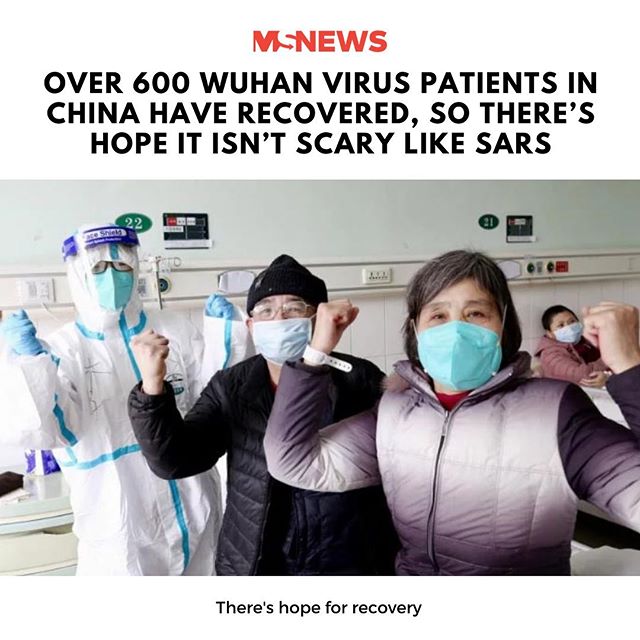 MSNEWS
OVER 600 WUHAN VIRUS PATIENTS IN
CHINA HAVE RECOVERED, SO THERE'S
HOPE IT ISN'T SCARY LIKE SARS
22
21
Face Shield
There's hope for recovery